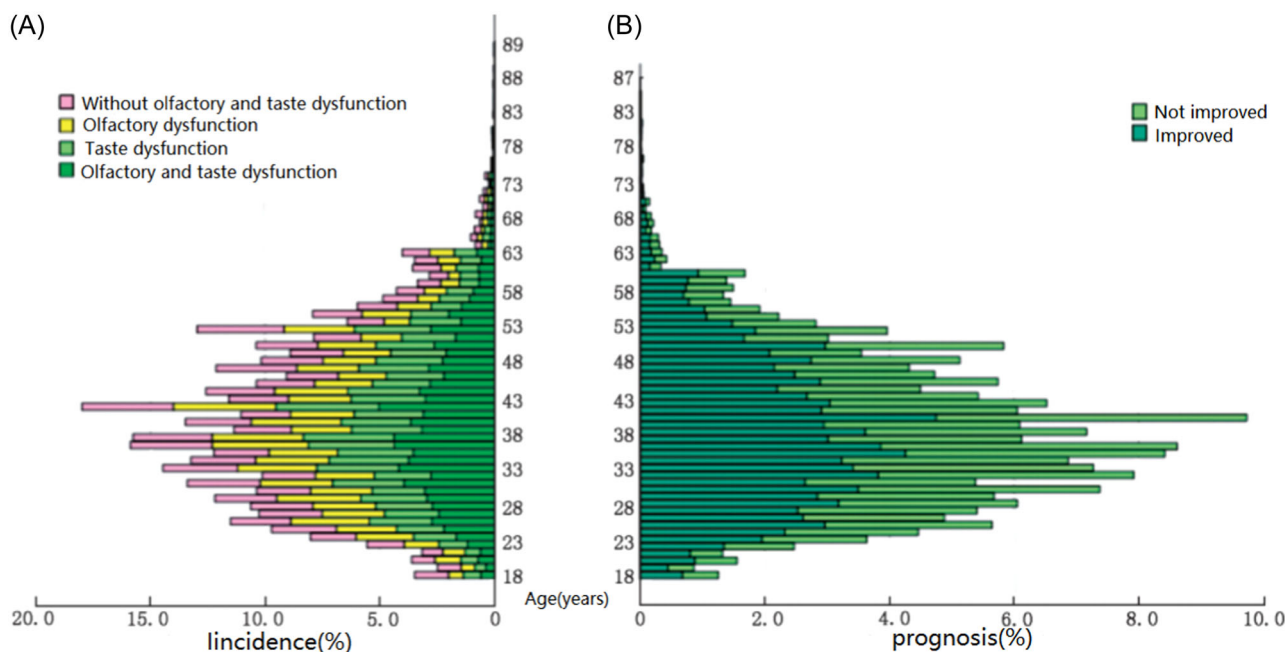 (A)
Without olfactory and taste dysfunction
Olfactory dysfunction
Taste dysfunction
Olfactory and taste dysfunction
89
88
83
78
73
68
63
58
53
48
43
38
33
28
23
18
Age(years)
20.0 15.0 10.0 5.0 0
lincidence(%)
(B)
Not improved
Improved
87
83
78
73
68
63
58
53
48
43
38
33
28
23
18
0 2.0 4.0 6.0 8.0 10.0
prognosis(%)